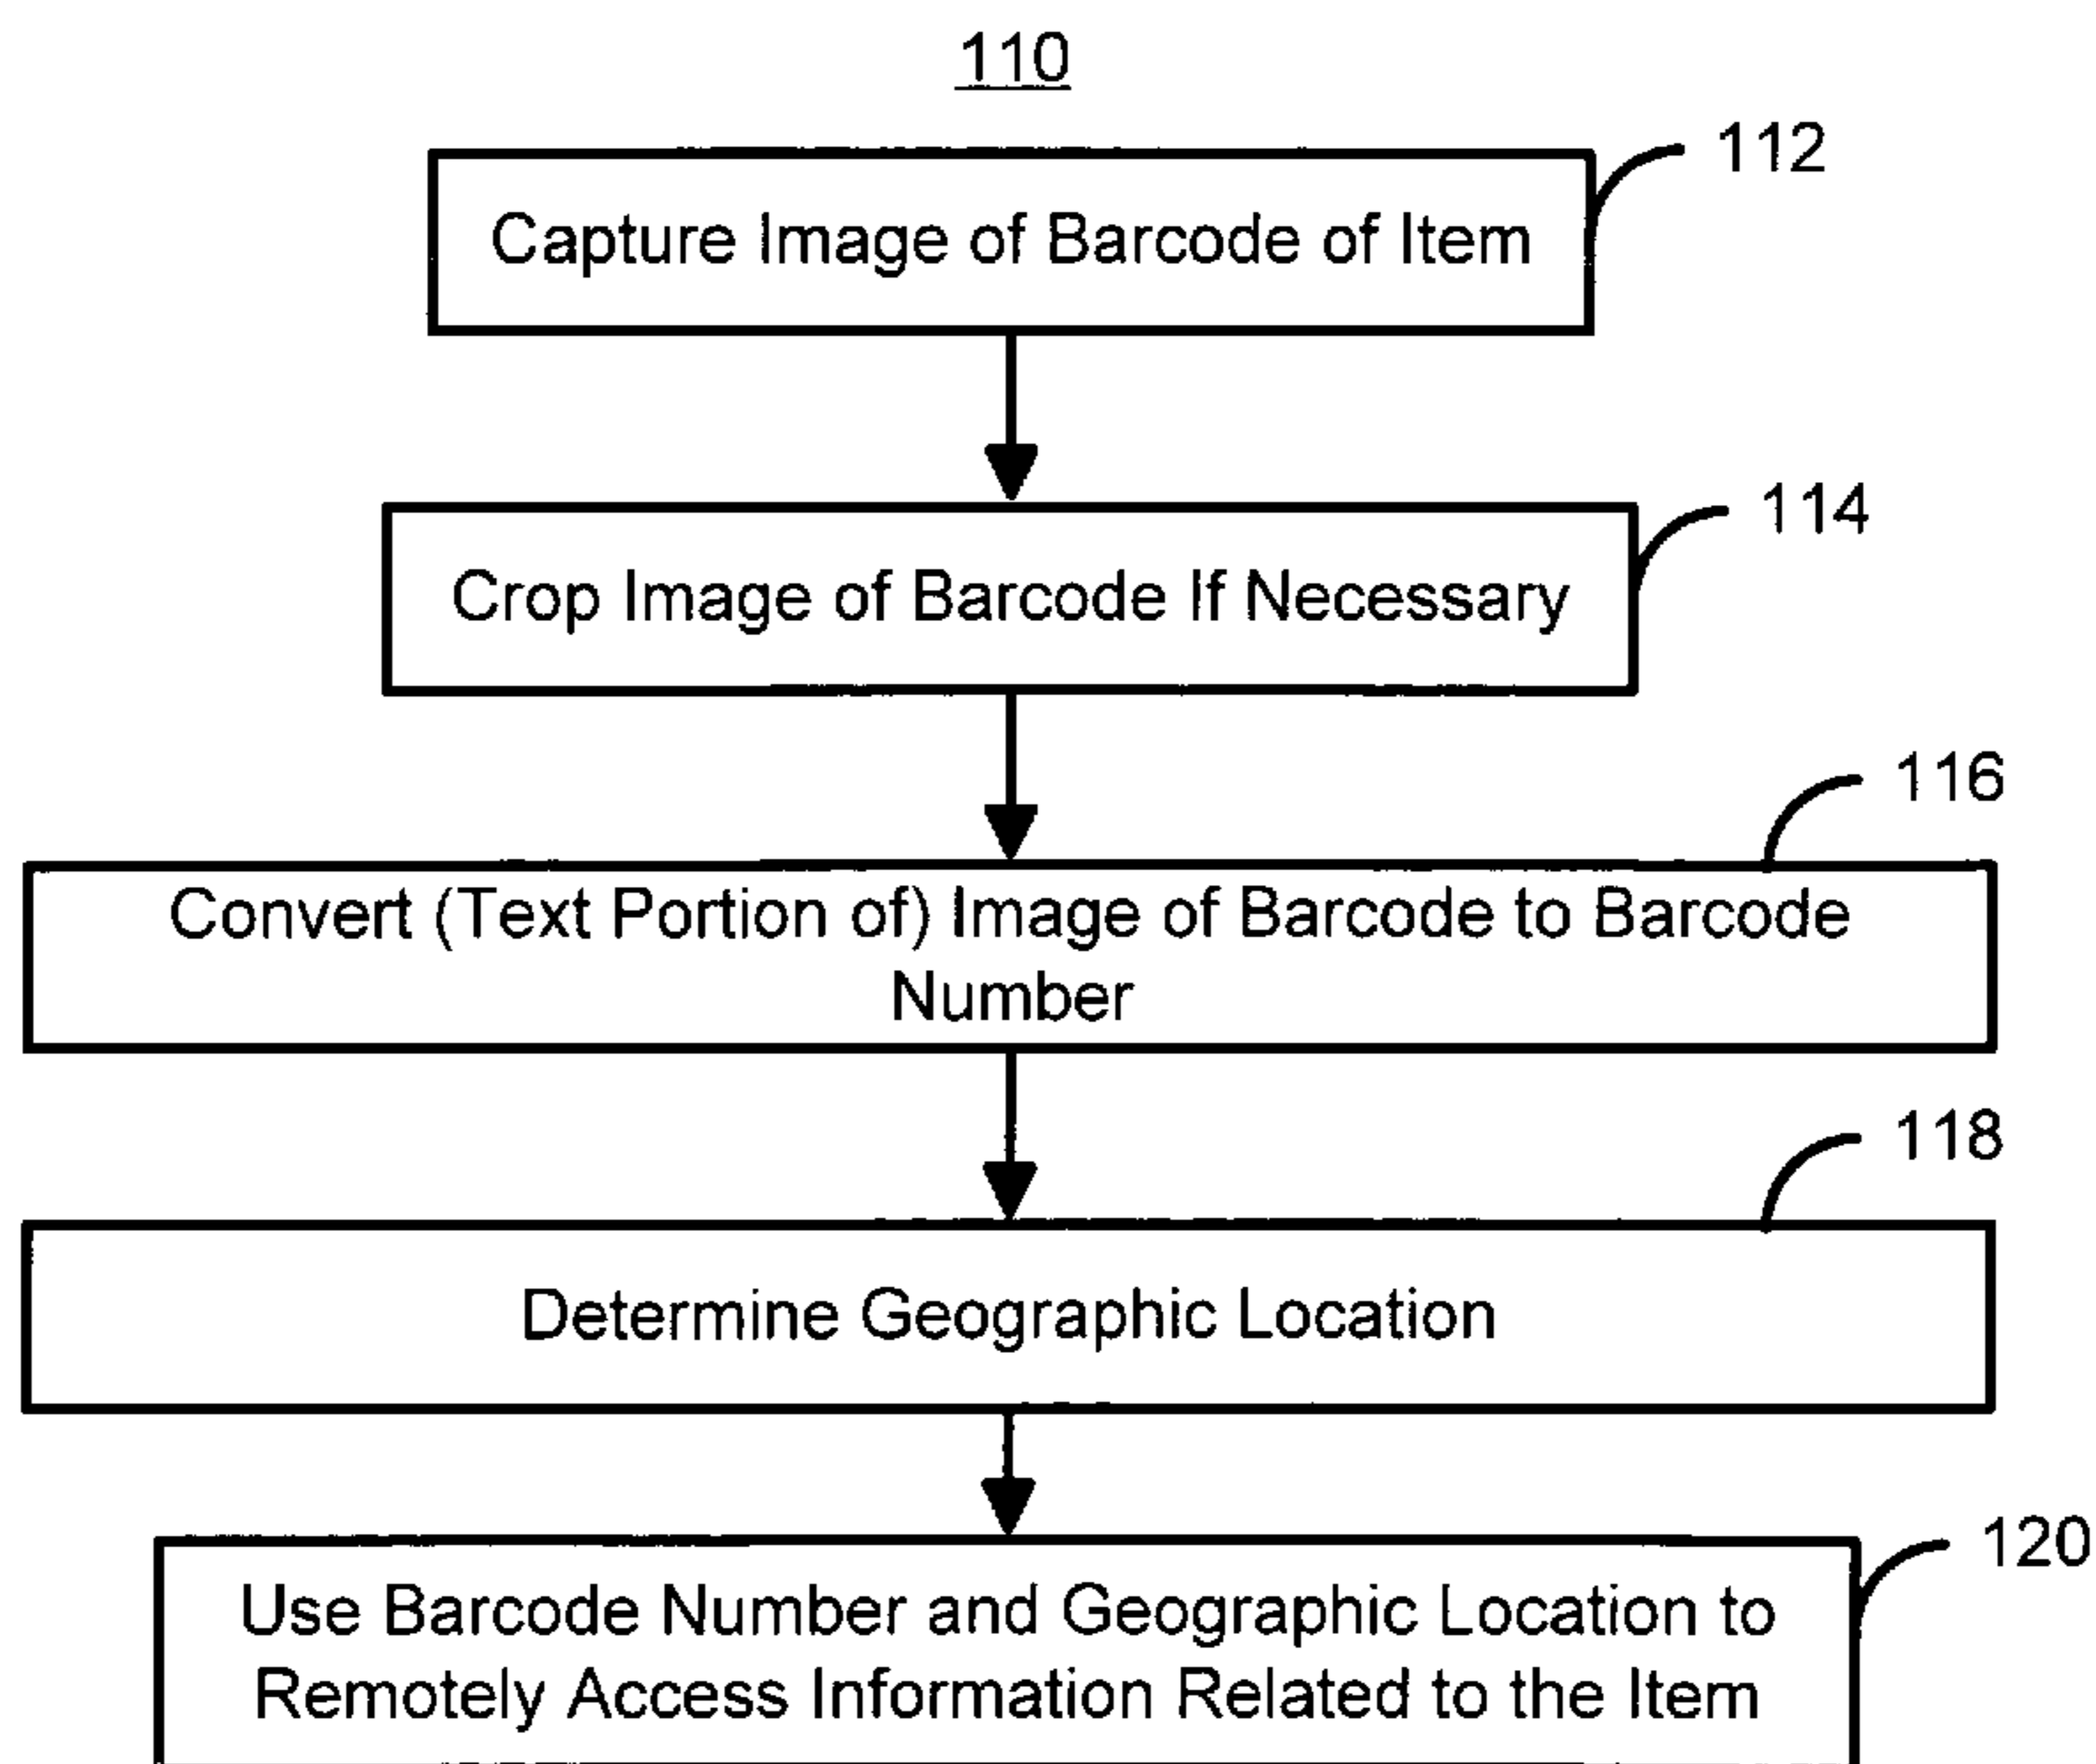 110
112
Capture Image of Barcode of Item
114
Crop Image of Barcode If Necessary
116
Convert (Text Portion of) Image of Barcode to Barcode
Number
118
Determine Geographic Location
120
Use Barcode Number and Geographic Location to
Remotely Access Information Related to the Item